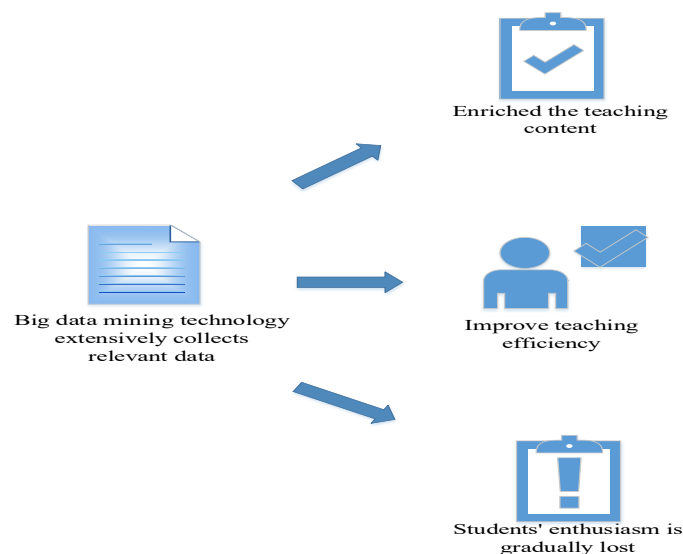 Enriched the teaching
content
Big data mining technology
extensively collects
relevant data
Improve teaching
efficiency
Students' enthusiasm is
gradually lost